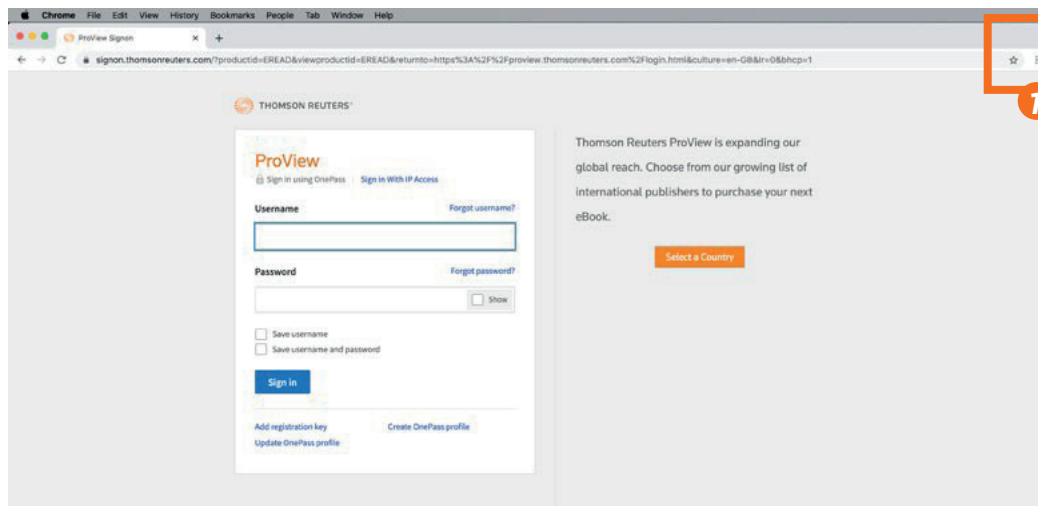 Chrome File Edit View History Bookmarks People Tab Window Help
ProView Signon × +
signon.thomsonreuters.com/?productid=EREAD&viewproductid=EREAD&returnto=https%3A%2F%2Fproview.thomsonreuters.com%2Flogin.html&culture=en-GB&lr=0&bhcp=1
1
THOMSON REUTERS®
ProView
Sign in using OnePass Sign in With IP Access
Username Forgot username?
Password Forgot password?
Show
Save username
Save username and password
Sign in
Add registration key Create OnePass profile
Update OnePass profile
Thomson Reuters ProView is expanding our
global reach. Choose from our growing list of
international publishers to purchase your next
eBook.
Select a Country